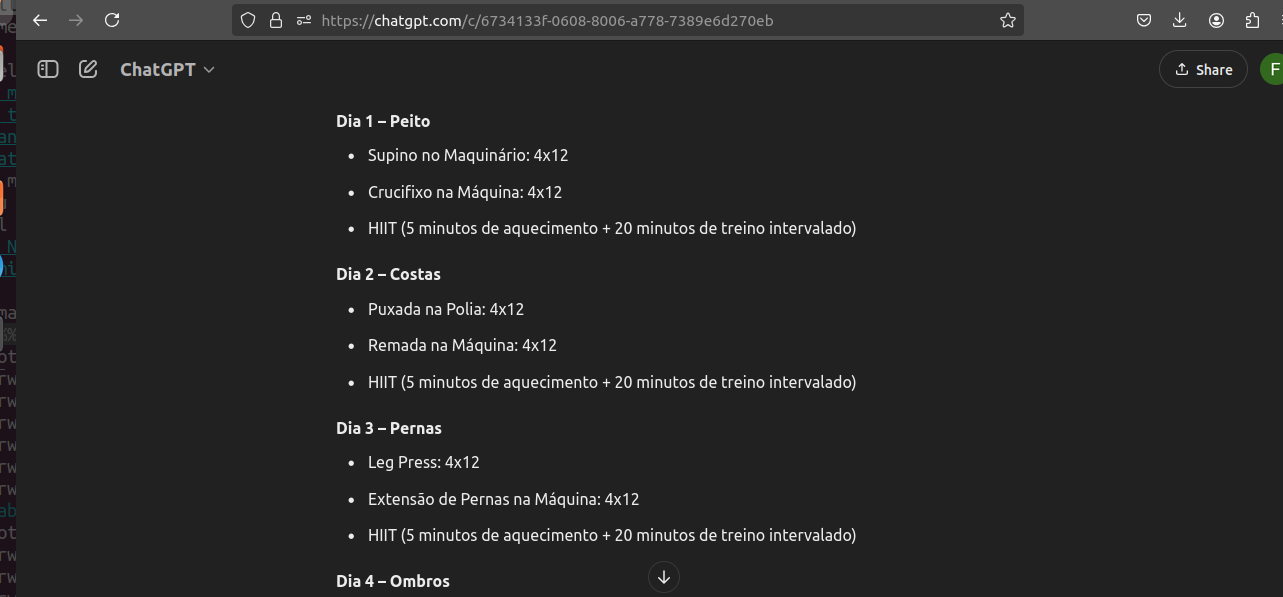 https://chatgpt.com/c/6734133f-0608-8006-a778-7389e6d270eb
ChatGPT
Share
F
Dia 1 – Peito
• Supino no Maquinário: 4x12
• Crucifixo na Máquina: 4x12
• HIIT (5 minutos de aquecimento + 20 minutos de treino intervalado)
Dia 2 – Costas
• Puxada na Polia: 4x12
• Remada na Máquina: 4x12
• HIIT (5 minutos de aquecimento + 20 minutos de treino intervalado)
Dia 3 – Pernas
• Leg Press: 4x12
• Extensão de Pernas na Máquina: 4x12
• HIIT (5 minutos de aquecimento + 20 minutos de treino intervalado)
Dia 4 – Ombros